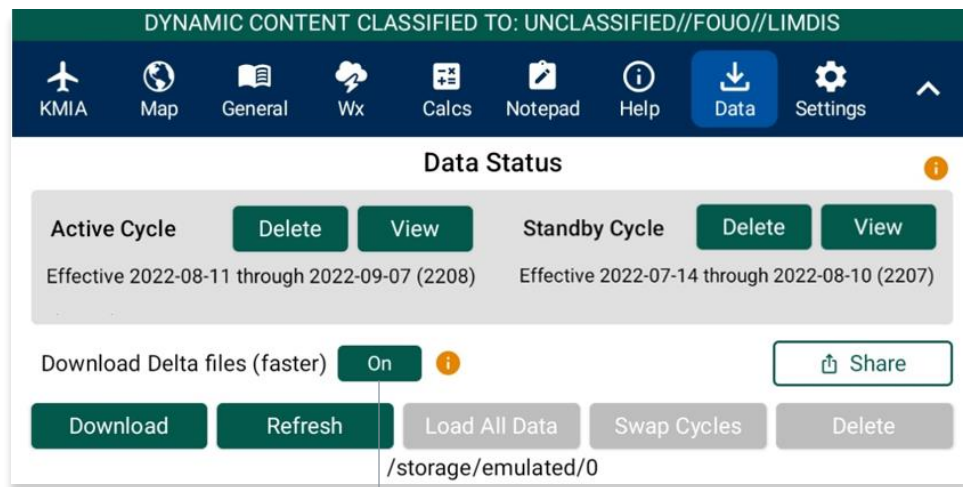 DYNAMIC CONTENT CLASSIFIED TO: UNCLASSIFIED//FOUO//LIMDIS
KMIA Map General Wx Calcs Notepad Help Data Settings
Data Status
Active Cycle Delete View Standby Cycle Delete View
Effective 2022-08-11 through 2022-09-07 (2208) Effective 2022-07-14 through 2022-08-10 (2207)
Download Delta files (faster) On Share
Download Refresh Load All Data Swap Cycles Delete
/storage/emulated/0